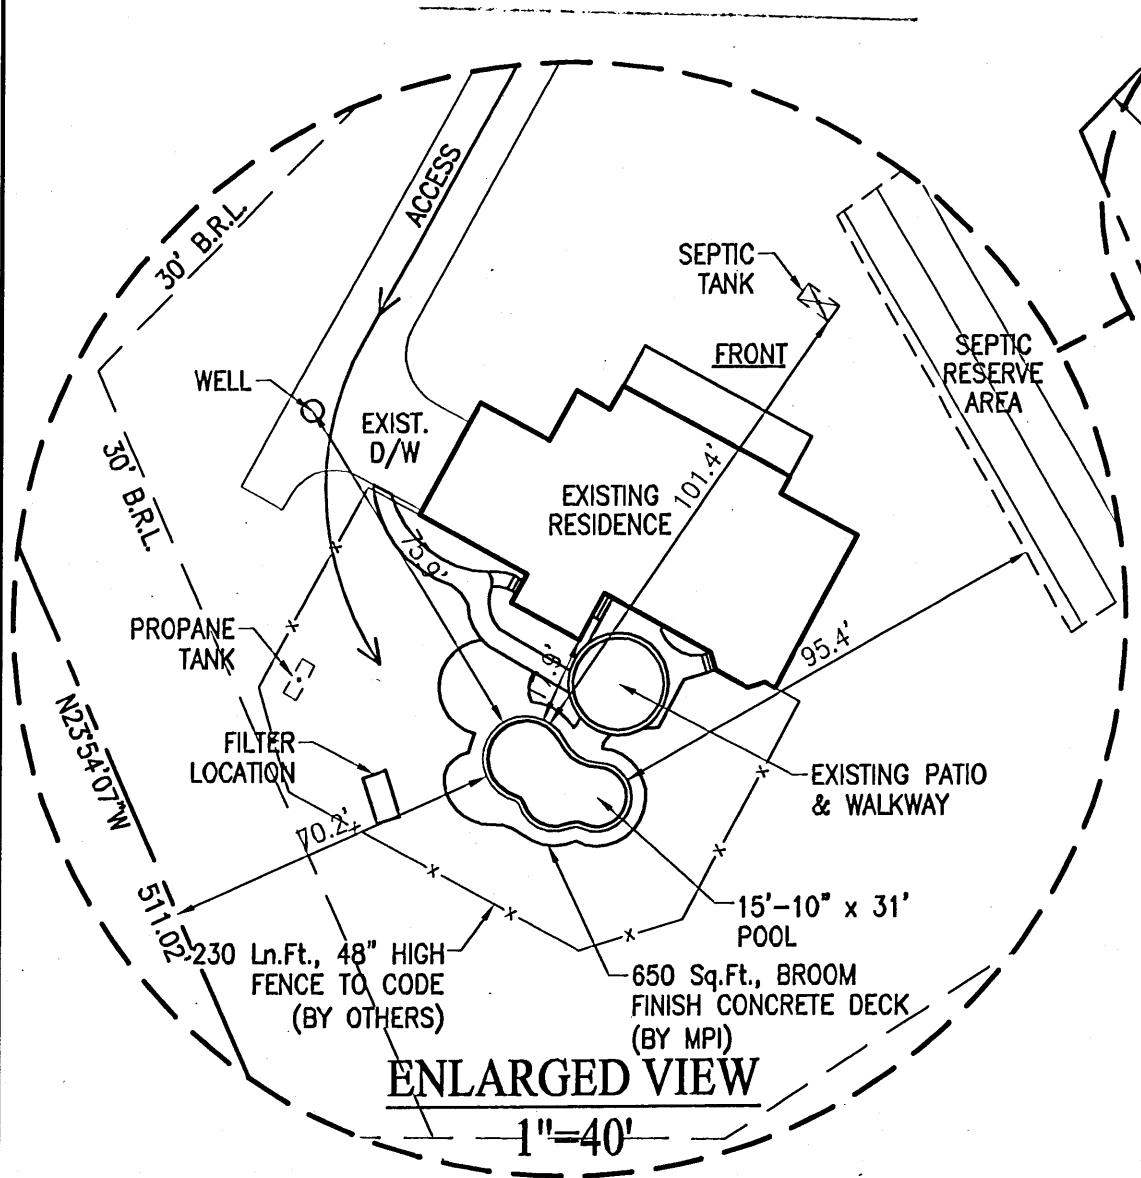 ACCESS
30' B.R.L.
SEPTIC
TANK
FRONT
SEPTIC
RESERVE
AREA
WELL
EXIST.
D/W
30' B.R.L.
101.4'
EXISTING
RESIDENCE
75.6'
95.4'
PROPANE
TANK
N23°54'07"W
511.02
FILTER
LOCATION
70.2'
EXISTING PATIO
& WALKWAY
15'-10" x 31'
POOL
230 Ln.Ft., 48" HIGH
FENCE TO CODE
(BY OTHERS)
650 Sq.Ft., BROOM
FINISH CONCRETE DECK
(BY MPI)
ENLARGED VIEW
1"=40'